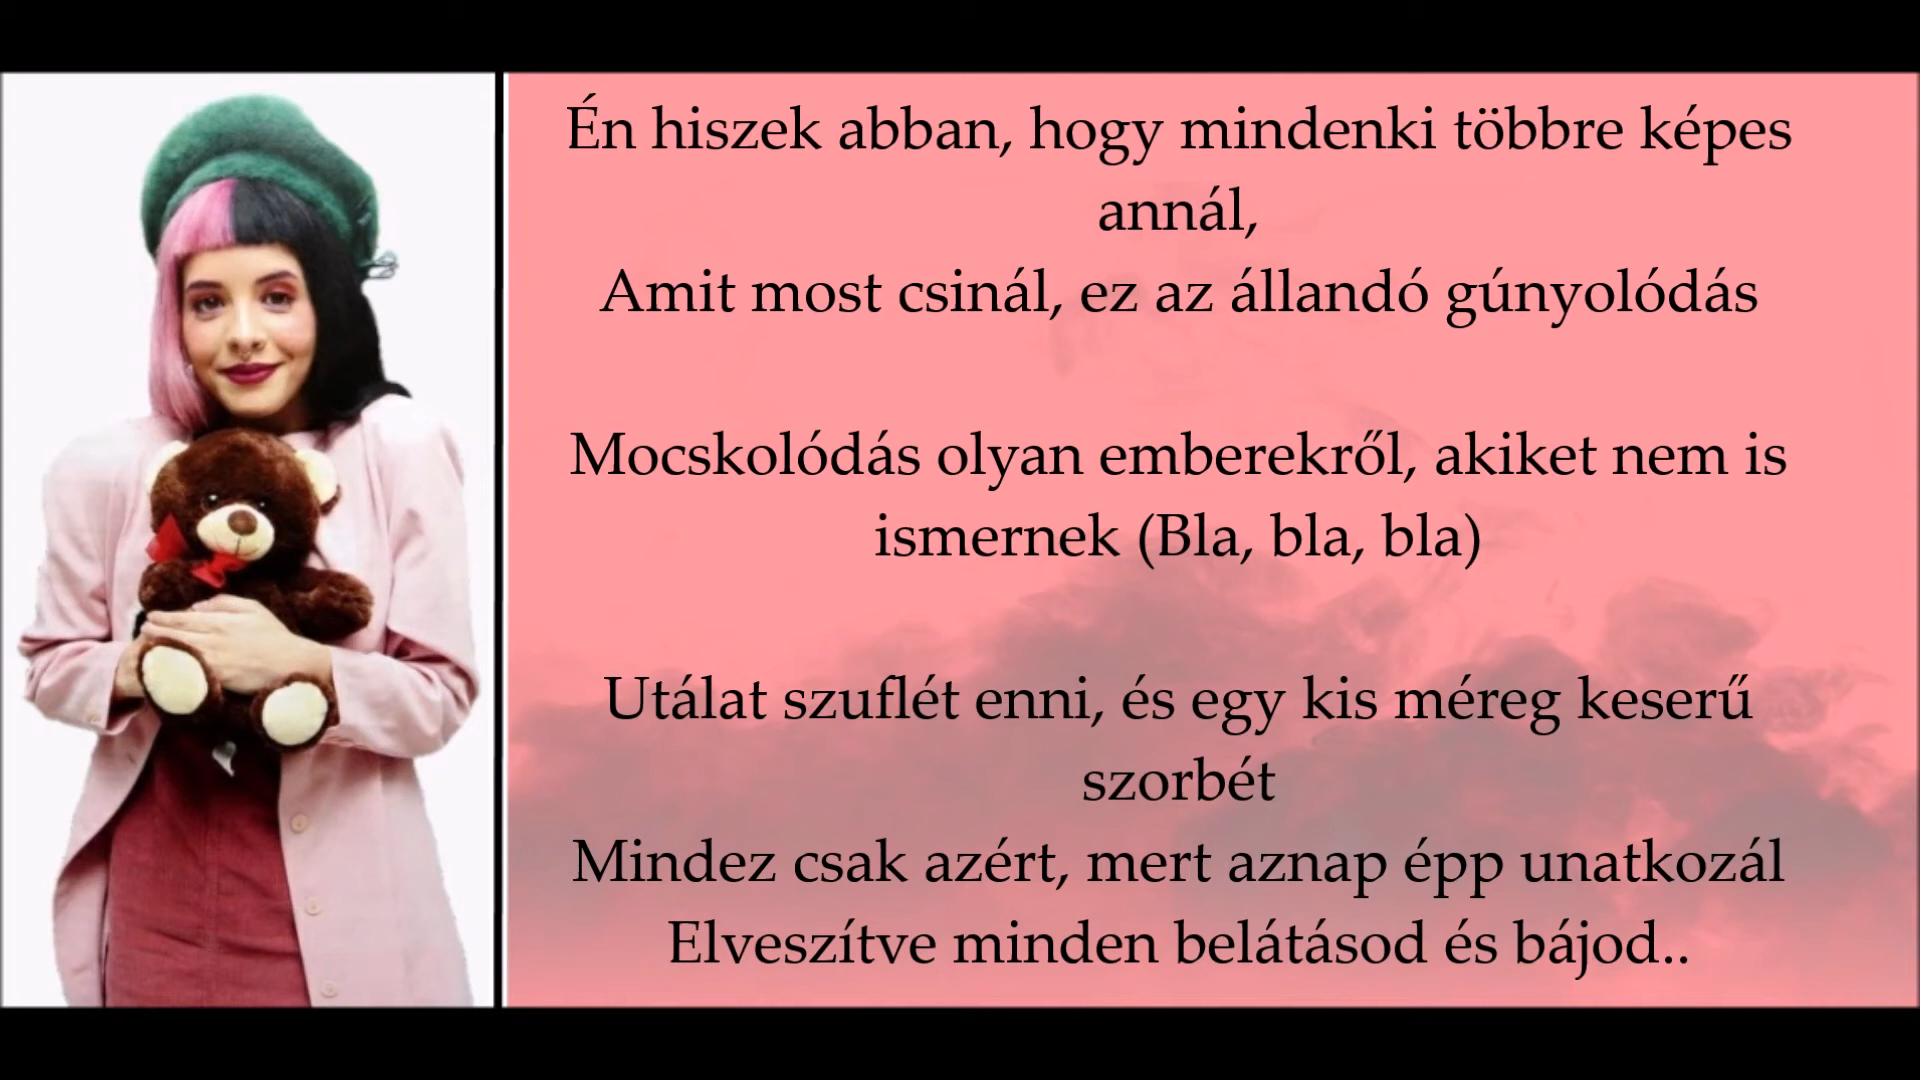 Én hiszek abban, hogy mindenki többre képes
annál,
Amit most csinál, ez az állandó gúnyolódás
Mocskolódás olyan emberekről, akiket nem is
ismernek (Bla, bla, bla)
Utálat szuflét enni, és egy kis méreg keserű
szorbét
Mindez csak azért, mert aznap épp unatkozál
Elveszítve minden belátásod és bájod..